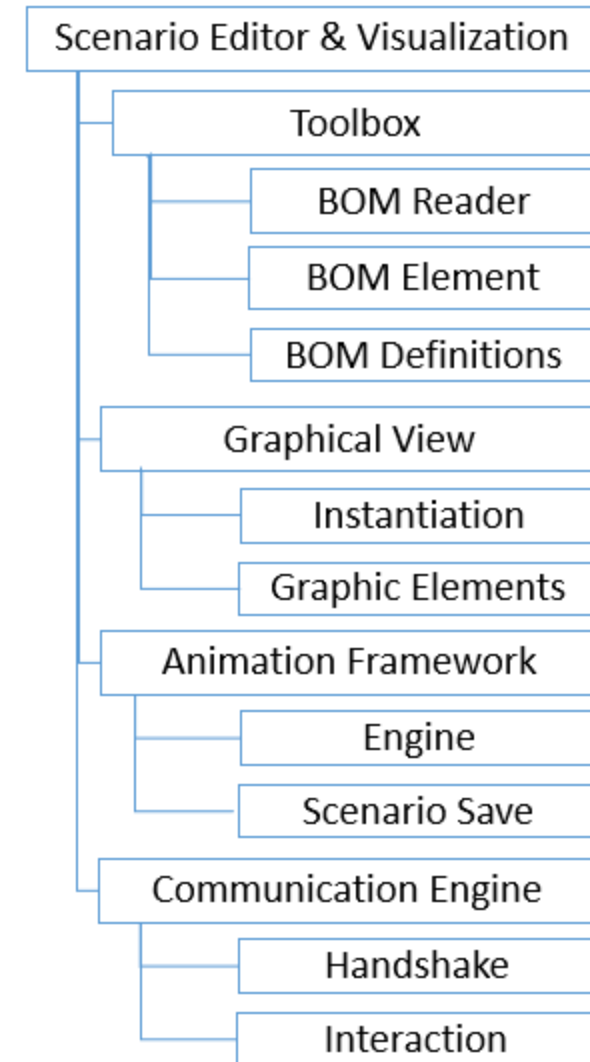 Scenario Editor & Visualization
Toolbox
BOM Reader
BOM Element
BOM Definitions
Graphical View
Instantiation
Graphic Elements
Animation Framework
Engine
Scenario Save
Communication Engine
Handshake
Interaction